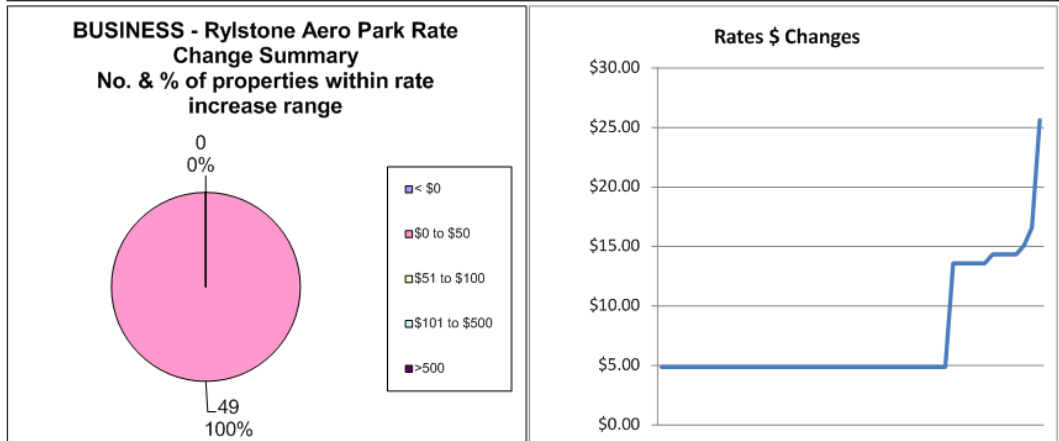 BUSINESS - Rylstone Aero Park Rate
Change Summary
No. & % of properties within rate
increase range
0
0%
< $0
$0 to $50
$51 to $100
$101 to $500
>500
49
100%
Rates $ Changes
$30.00
$25.00
$20.00
$15.00
$10.00
$5.00
$0.00